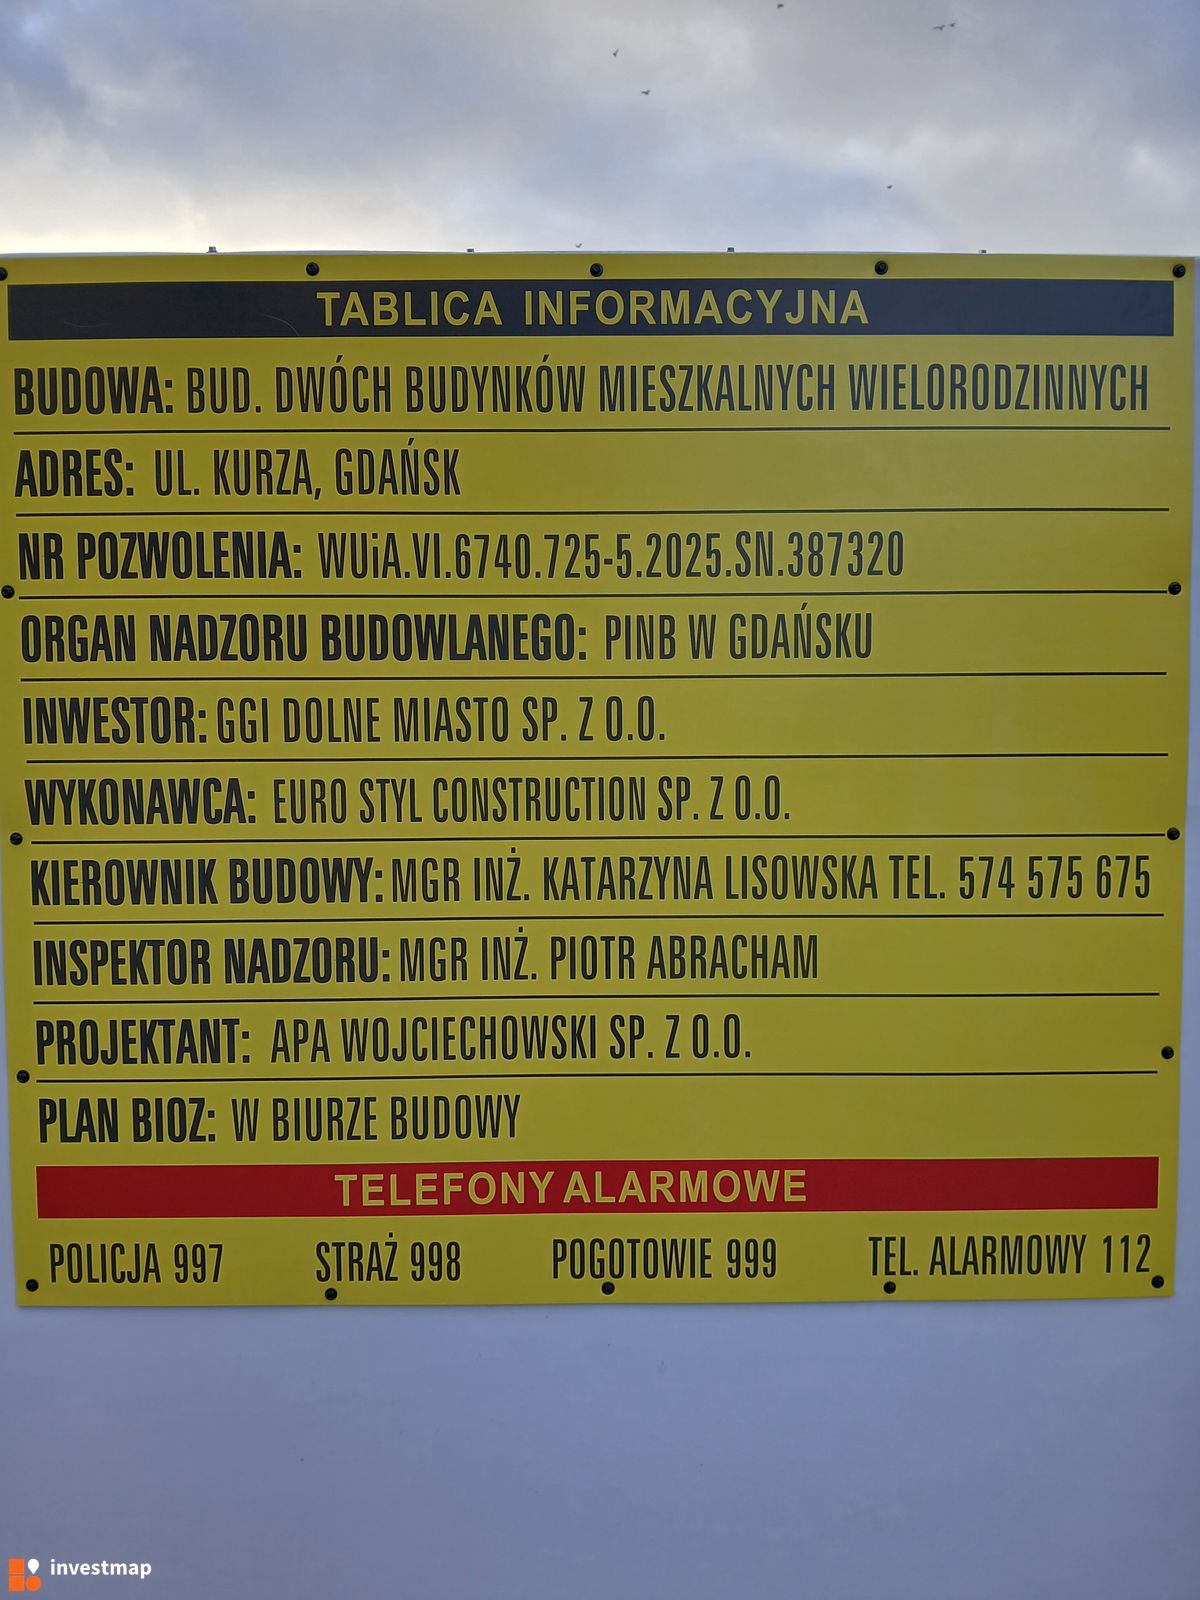 TABLICA INFORMACYJNA
BUDOWA: BUD. DWÓCH BUDYNKÓW MIESZKALNYCH WIELORODZINNYCH
ADRES: UL. KURZA, GDAŃSK
NR POZWOLENIA: WUiA.VI.6740.725-5.2025.SN.387320
ORGAN NADZORU BUDOWLANEGO: PINB W GDAŃSKU
INWESTOR: GGI DOLNE MIASTO SP. Z O.O.
WYKONAWCA: EURO STYL CONSTRUCTION SP. Z O.O.
KIEROWNIK BUDOWY: MGR INŻ. KATARZYNA LISOWSKA TEL. 574 575 675
INSPEKTOR NADZORU: MGR INŻ. PIOTR ABRACHAM
PROJEKTANT: APA WOJCIECHOWSKI SP. Z O.O.
PLAN BIOZ: W BIURZE BUDOWY
TELEFONY ALARMOWE
POLICJA 997 STRAŻ 998 POGOTOWIE 999 TEL. ALARMOWY 112
investmap